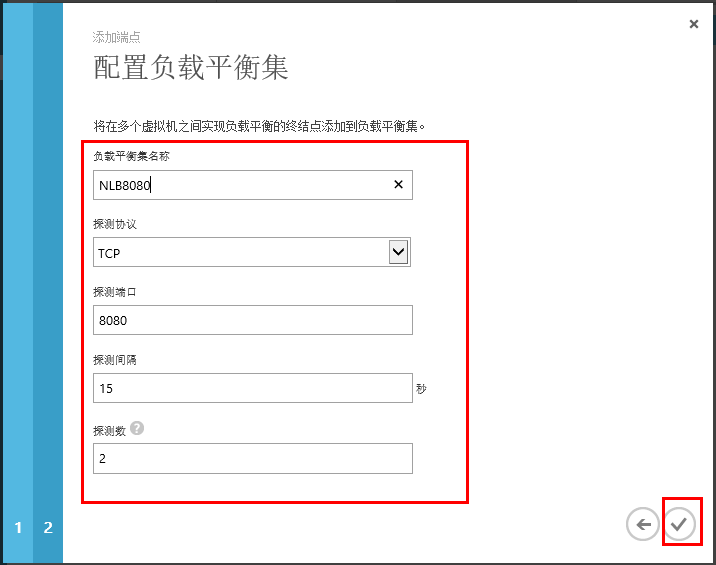 添加端点
配置负载平衡集
将在多个虚拟机之间实现负载平衡的终结点添加到负载平衡集。
负载平衡集名称
NLB8080
探测协议
TCP
探测端口
8080
探测间隔
15 秒
探测数 ?
2
1 2